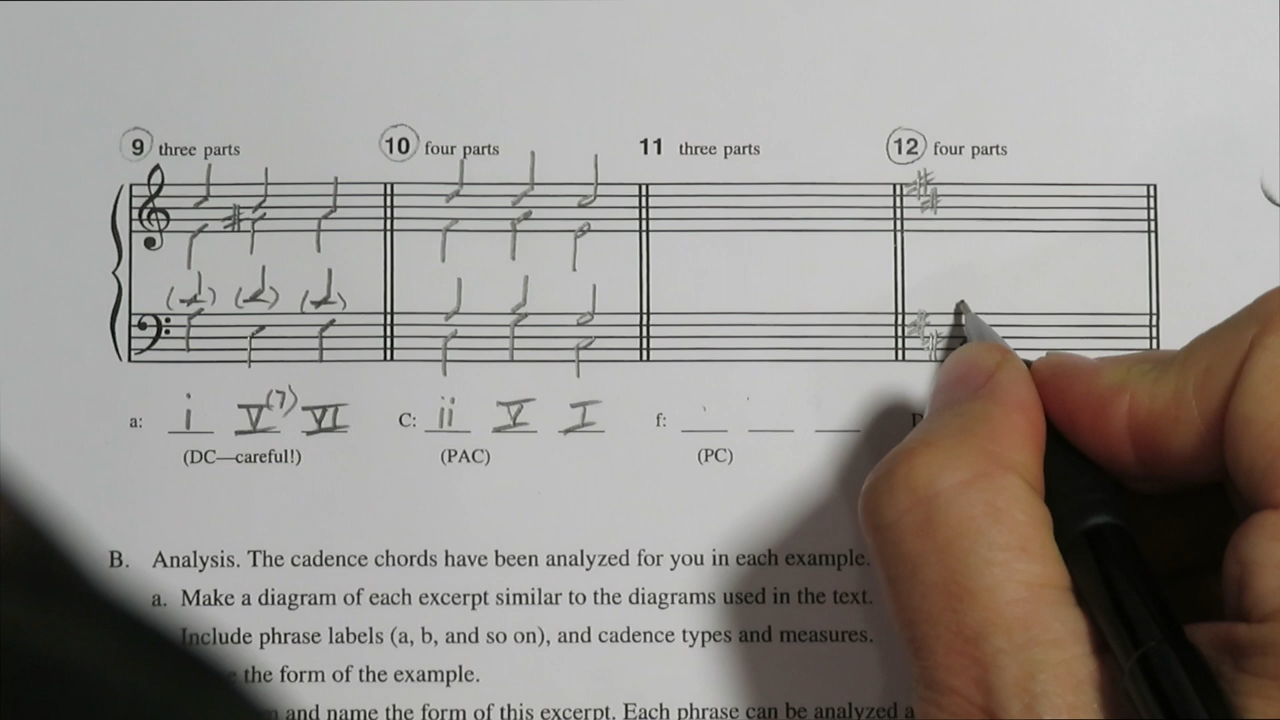 9 three parts 10 four parts 11 three parts 12 four parts
a: i V(7) VI C: ii V I f:
(DC—careful!) (PAC) (PC)
B. Analysis. The cadence chords have been analyzed for you in each example.
a. Make a diagram of each excerpt similar to the diagrams used in the text.
Include phrase labels (a, b, and so on), and cadence types and measures.
the form of the example.
and name the form of this excerpt. Each phrase can be analyzed a